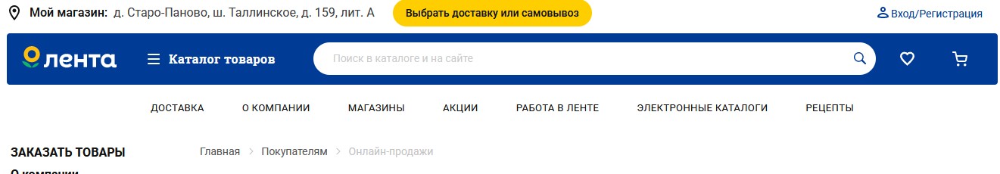 Мой магазин: д. Старо-Паново, ш. Таллинское, д. 159, лит. А Выбрать доставку или самовывоз Вход/Регистрация
лента Каталог товаров Поиск в каталоге и на сайте
ДОСТАВКА О КОМПАНИИ МАГАЗИНЫ АКЦИИ РАБОТА В ЛЕНТЕ ЭЛЕКТРОННЫЕ КАТАЛОГИ РЕЦЕПТЫ
ЗАКАЗАТЬ ТОВАРЫ Главная Покупателям Онлайн-продажи
О компании